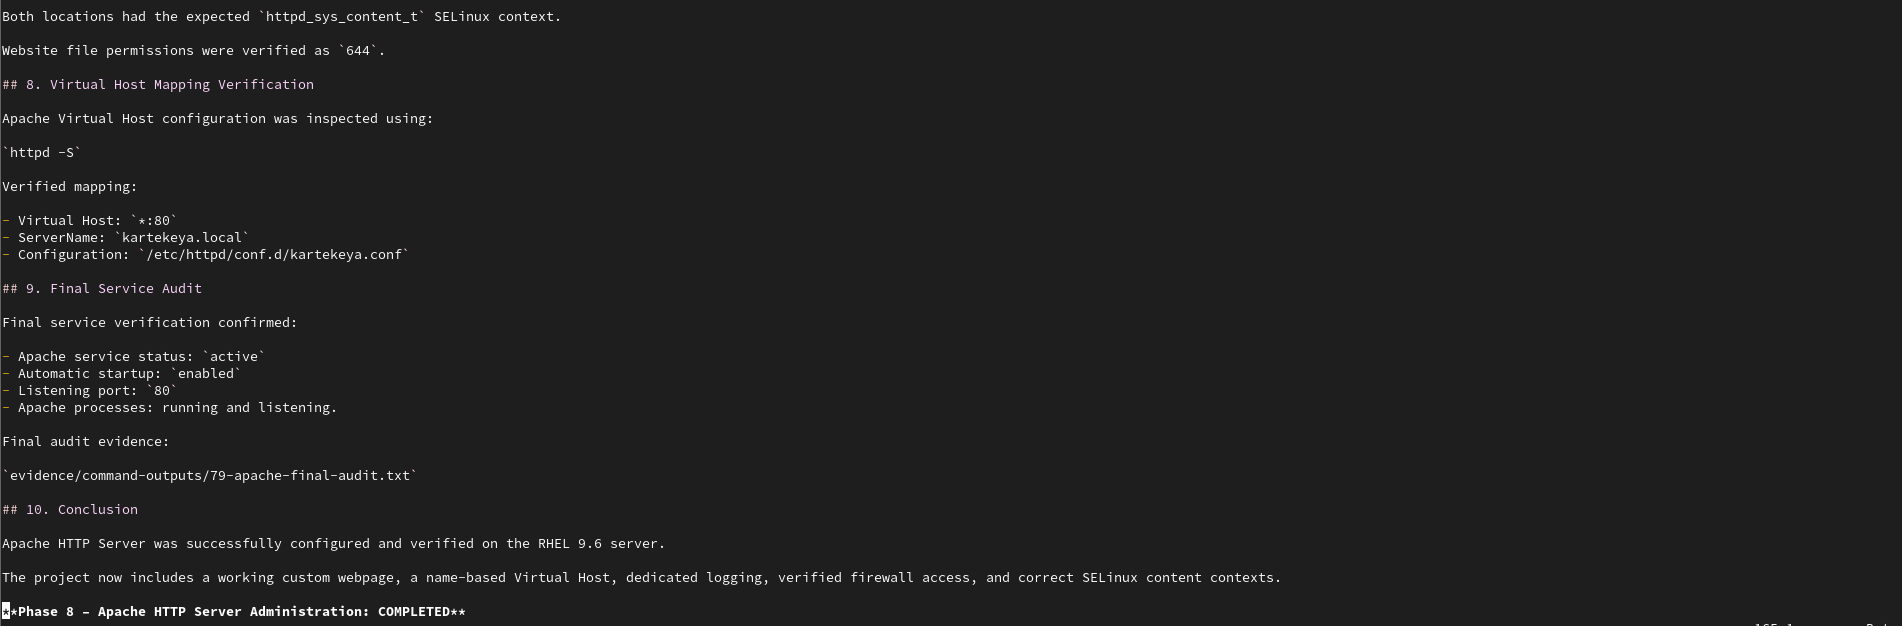 Both locations had the expected `httpd_sys_content_t` SELinux context.
Website file permissions were verified as `644`.
## 8. Virtual Host Mapping Verification
Apache Virtual Host configuration was inspected using:
`httpd -S`
Verified mapping:
- Virtual Host: `*:80`
- ServerName: `kartekeya.local`
- Configuration: `/etc/httpd/conf.d/kartekeya.conf`
## 9. Final Service Audit
Final service verification confirmed:
- Apache service status: `active`
- Automatic startup: `enabled`
- Listening port: `80`
- Apache processes: running and listening.
Final audit evidence:
`evidence/command-outputs/79-apache-final-audit.txt`
## 10. Conclusion
Apache HTTP Server was successfully configured and verified on the RHEL 9.6 server.
The project now includes a working custom webpage, a name-based Virtual Host, dedicated logging, verified firewall access, and correct SELinux content contexts.
**Phase 8 – Apache HTTP Server Administration: COMPLETED**